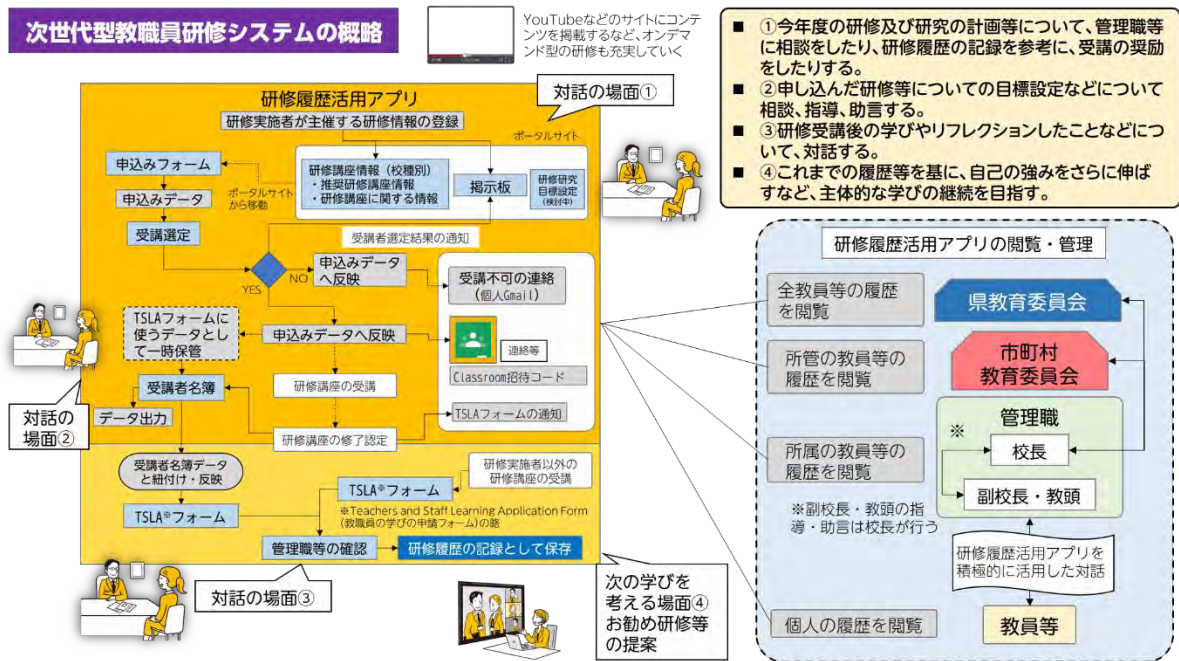 次世代型教職員研修システムの概略
YouTubeなどのサイトにコンテ
ンツを掲載するなど、オンデマ
ンド型の研修も充実していく
■ ①今年度の研修及び研究の計画等について、管理職等
に相談をしたり、研修履歴の記録を参考に、受講の奨励
をしたりする。
■ ②申し込んだ研修等についての目標設定などについて
相談、指導、助言する。
■ ③研修受講後の学びやリフレクションしたことなどにつ
いて、対話する。
■ ④これまでの履歴等を基に、自己の強みをさらに伸ば
すなど、主体的な学びの継続を目指す。
対話の場面①
研修履歴活用アプリ
研修実施者が主催する研修情報の登録
ポータルサイト
申込みフォーム
ポータルサイト
から移動
研修講座情報（校種別）
・推奨研修講座情報
・研修講座に関する情報
掲示板
研修研究
目標設定
(検討中)
申込みデータ
受講選定
受講者選定結果の通知
YES
NO
申込みデータ
へ反映
受講不可の連絡
（個人Gmail）
TSLAフォームに
使うデータとし
て一時保管
申込みデータへ反映
連絡等
Classroom招待コード
受講者名簿
研修講座の受講
対話の
場面②
データ出力
研修講座の修了認定
TSLAフォームの通知
受講者名簿データ
と紐付け・反映
研修実施者以外の
研修講座の受講
TSLA※フォーム
TSLA※フォーム
※Teachers and Staff Learning Application Form
（教職員の学びの申請フォーム）の略
管理職等の確認
研修履歴の記録として保存
対話の場面③
次の学びを
考える場面④
お勧め研修等
の提案
研修履歴活用アプリの閲覧・管理
全教員等の履歴
を閲覧
県教育委員会
所管の教員等の
履歴を閲覧
市町村
教育委員会
管理職
※
校長
所属の教員等の
履歴を閲覧
副校長・教頭
※副校長・教頭の指
導・助言は校長が行う
研修履歴活用アプリを
積極的に活用した対話
個人の履歴を閲覧
教員等